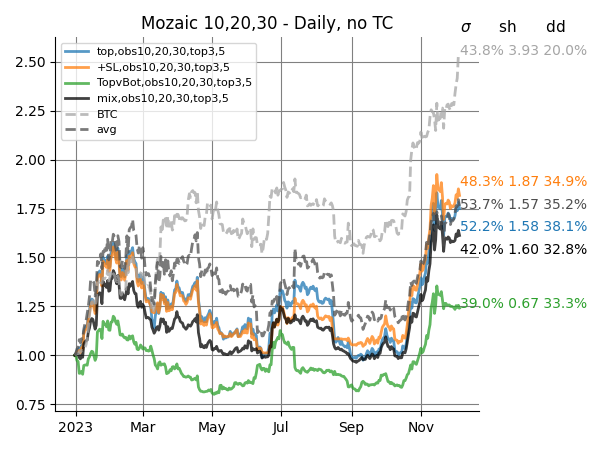 Mozaic 10,20,30 - Daily, no TC
σ sh dd
43.8% 3.93 20.0%
48.3% 1.87 34.9%
53.7% 1.57 35.2%
52.2% 1.58 38.1%
42.0% 1.60 32.8%
39.0% 0.67 33.3%
top,obs10,20,30,top3,5
+SL,obs10,20,30,top3,5
TopvBot,obs10,20,30,top3,5
mix,obs10,20,30,top3,5
BTC
avg
2.50
2.25
2.00
1.75
1.50
1.25
1.00
0.75
2023 Mar May Jul Sep Nov